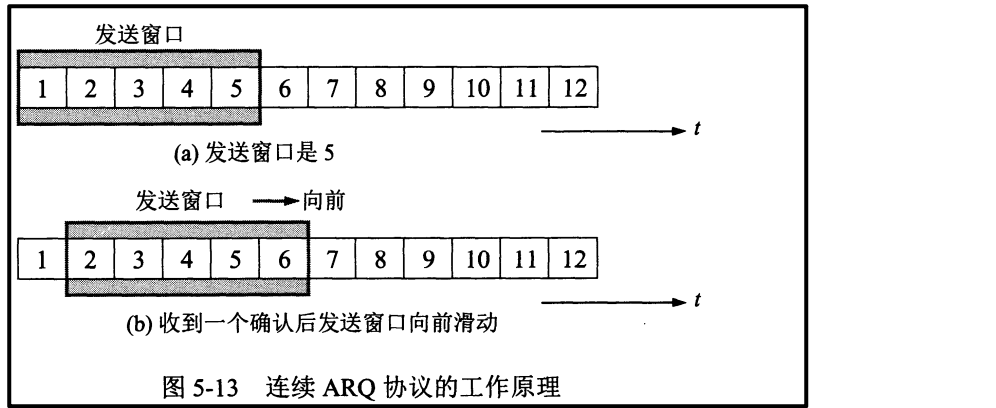 发送窗口
1 2 3 4 5 6 7 8 9 10 11 12
t
(a) 发送窗口是 5
发送窗口 向前
1 2 3 4 5 6 7 8 9 10 11 12
t
(b) 收到一个确认后发送窗口向前滑动
图 5-13 连续 ARQ 协议的工作原理